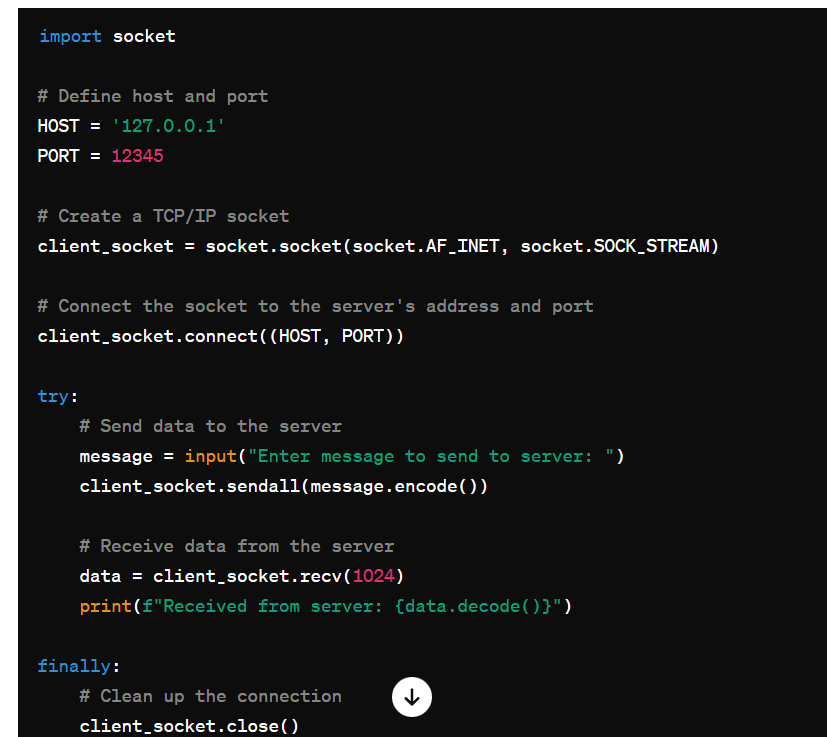 import socket
# Define host and port
HOST = '127.0.0.1'
PORT = 12345
# Create a TCP/IP socket
client_socket = socket.socket(socket.AF_INET, socket.SOCK_STREAM)
# Connect the socket to the server's address and port
client_socket.connect((HOST, PORT))
try:
    # Send data to the server
    message = input("Enter message to send to server: ")
    client_socket.sendall(message.encode())
    # Receive data from the server
    data = client_socket.recv(1024)
    print(f"Received from server: {data.decode()}")
finally:
    # Clean up the connection
    client_socket.close()